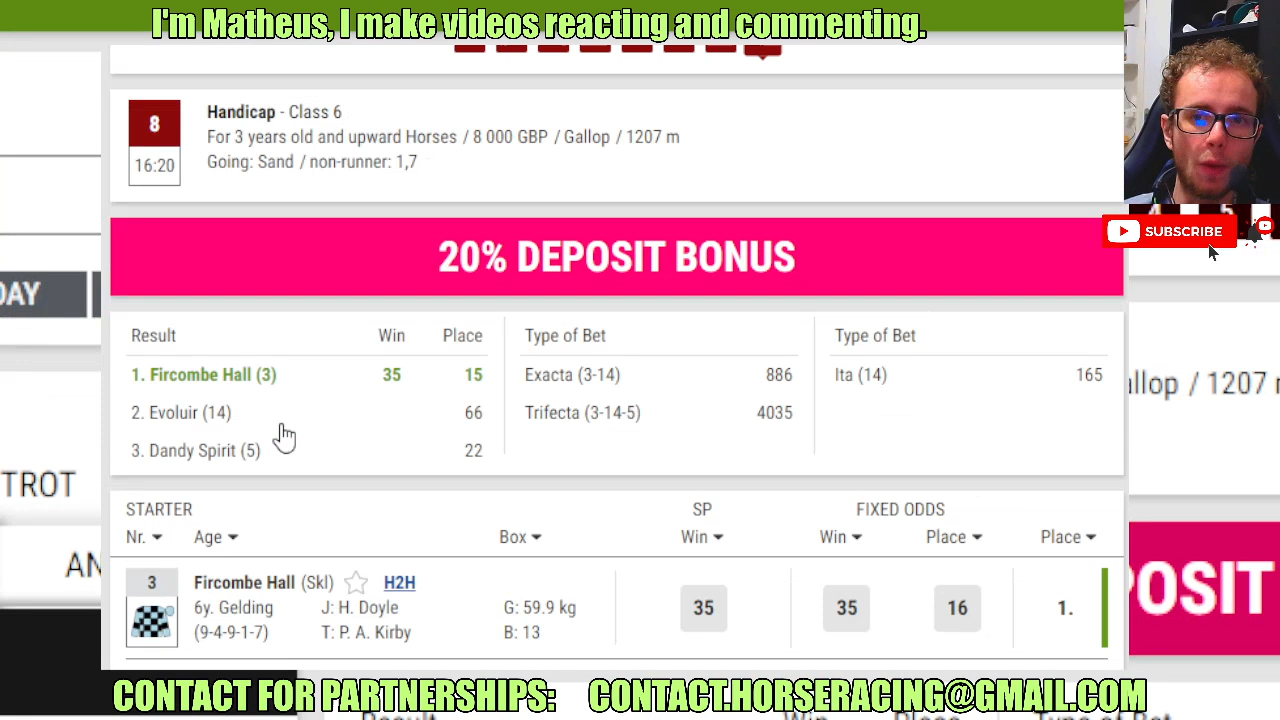 I'm Matheus, I make videos reacting and commenting.
8
16:20
Handicap - Class 6
For 3 years old and upward Horses / 8 000 GBP / Gallop / 1207 m
Going: Sand / non-runner: 1,7
SUBSCRIBE
20% DEPOSIT BONUS
DAY
Result Win Place
1. Fircombe Hall (3) 35 15
2. Evoluir (14) 66
3. Dandy Spirit (5) 22
Type of Bet
Exacta (3-14) 886
Trifecta (3-14-5) 4035
Type of Bet
Ita (14) 165
allop / 1207 m
TROT
AN
POSIT
STARTER SP FIXED ODDS
Nr. Age Box Win Win Place Place
3 Fircombe Hall (Skl) H2H
6y. Gelding J: H. Doyle G: 59.9 kg 35 35 16 1.
(9-4-9-1-7) T: P. A. Kirby B: 13
CONTACT FOR PARTNERSHIPS: CONTACT.HORSERACING@GMAIL.COM